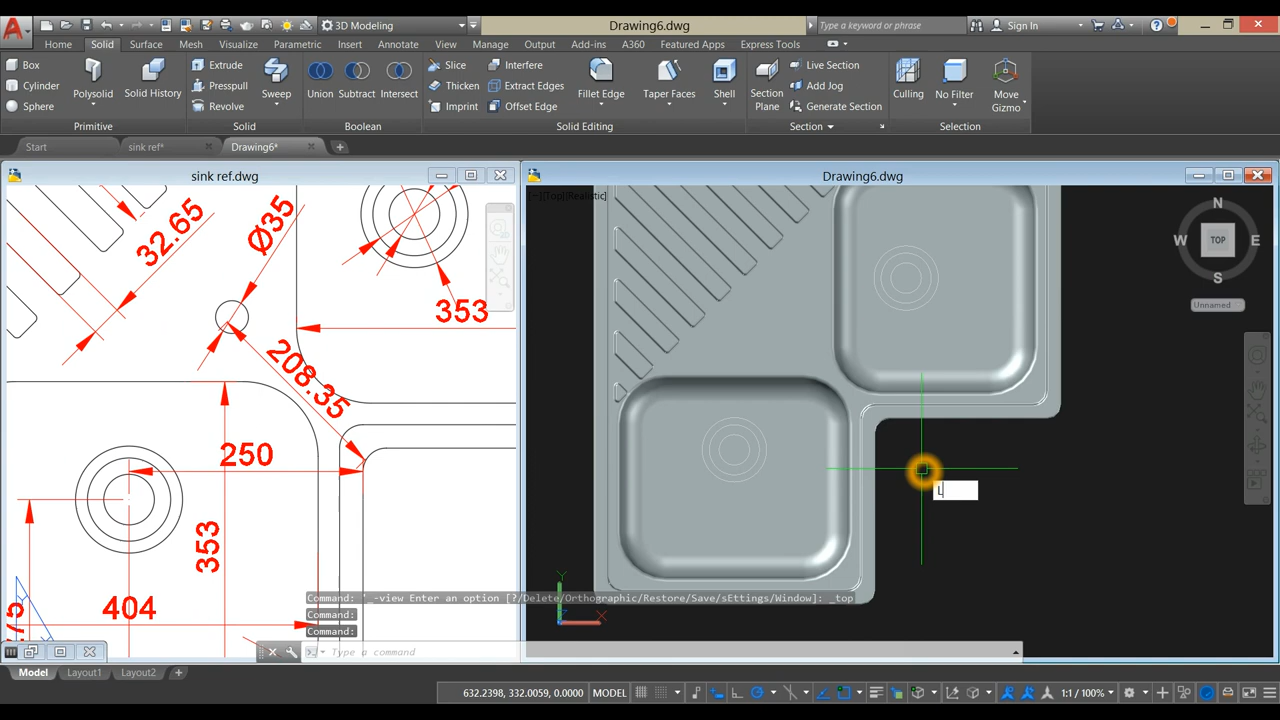 3D Modeling
Drawing6.dwg
Type a keyword or phrase
Sign In
Home Solid Surface Mesh Visualize Parametric Insert Annotate View Manage Output Add-ins A360 Featured Apps Express Tools
Box Extrude Slice Interfere Live Section
Cylinder Presspull Thicken Extract Edges Add Jog
Sphere Revolve Imprint Offset Edge Generate Section
Polysolid Solid History Sweep Union Subtract Intersect Fillet Edge Taper Faces Shell Section Plane Culling No Filter Move Gizmo
Primitive Solid Boolean Solid Editing Section Selection
Start sink ref* Drawing6*
sink ref.dwg
Drawing6.dwg
[−][Top][Realistic]
32.65
Ø35
353
208.35
250
353
404
N
W TOP E
S
Unnamed
L
Y
X
Command: '_-view Enter an option [?/Delete/Orthographic/Restore/Save/sEttings/Window]: _top
Command:
Command:
Type a command
Model Layout1 Layout2
632.2398, 332.0059, 0.0000 MODEL 1:1 / 100%